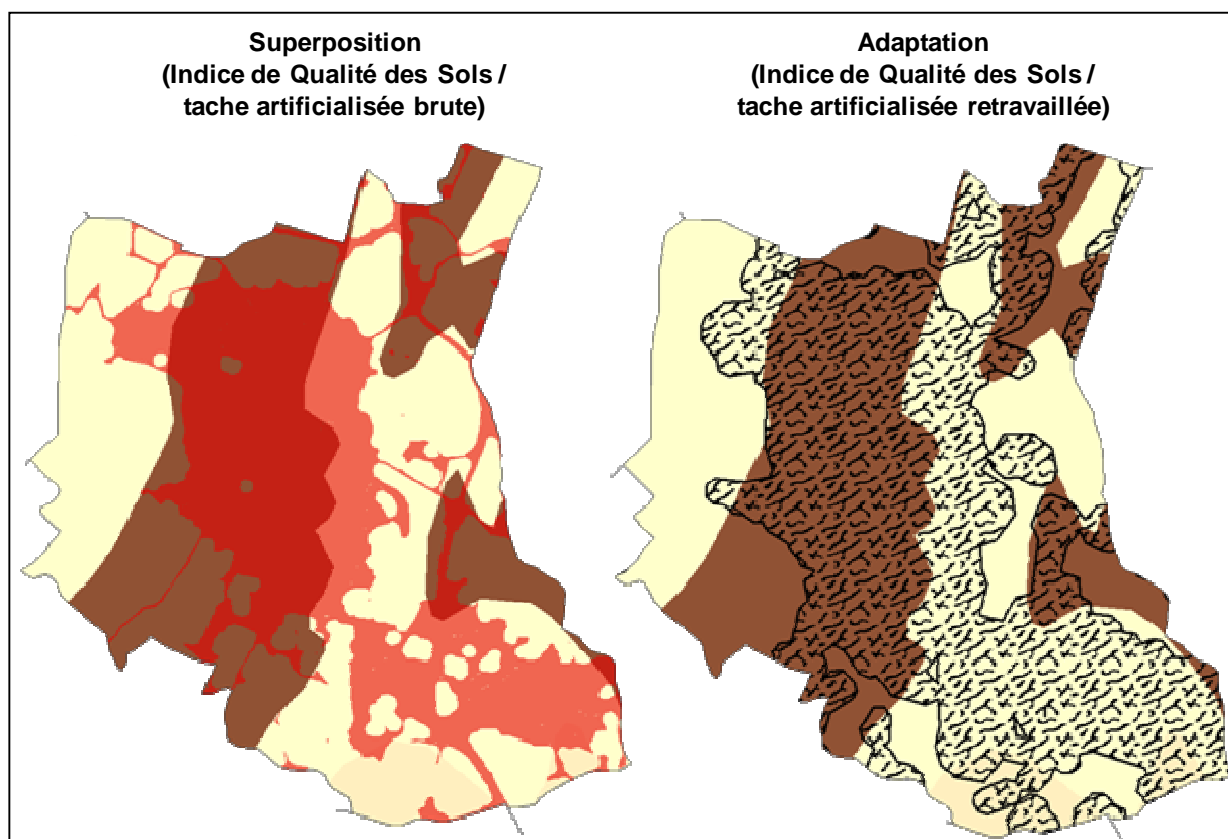 Superposition
(Indice de Qualité des Sols /
tache artificialisée brute)
Adaptation
(Indice de Qualité des Sols /
tache artificialisée retravaillée)